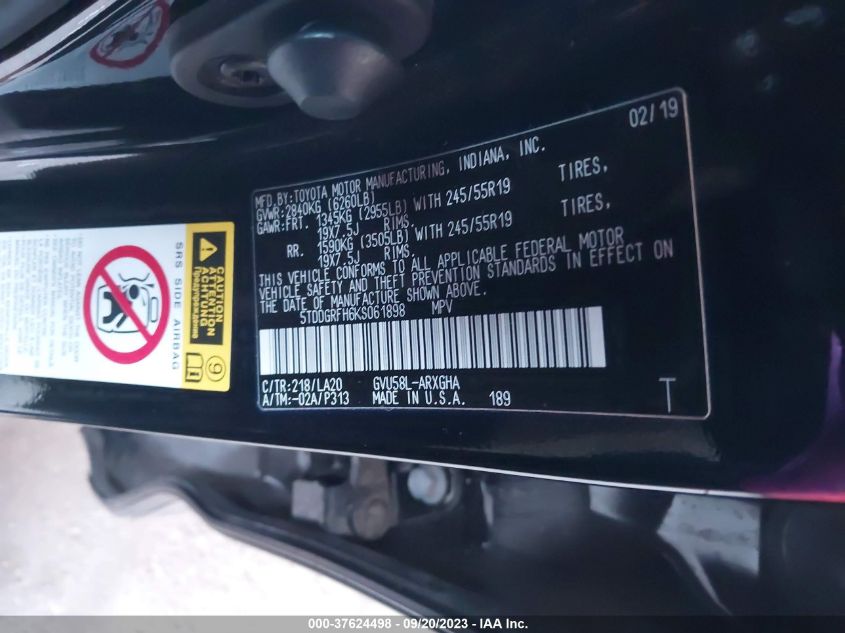 02/19
MFD.BY:TOYOTA MOTOR MANUFACTURING, INDIANA, INC.
GVWR:2840KG (6260LB)
GAWR:FRT. 1345KG (2955LB) WITH 245/55R19 TIRES,
19X7.5J RIMS.
RR. 1590KG (3505LB) WITH 245/55R19 TIRES,
19X7.5J RIMS.
THIS VEHICLE CONFORMS TO ALL APPLICABLE FEDERAL MOTOR
VEHICLE SAFETY AND THEFT PREVENTION STANDARDS IN EFFECT ON
THE DATE OF MANUFACTURE SHOWN ABOVE.
5TDDGRFH6KS061898 MPV
C/TR:218/LA20 GVU58L-ARXGHA
A/TM:-02A/P313 MADE IN U.S.A. 189 T
CAUTION
ATTENTION
ACHTUNG
Предупрежд
9
SRS SIDE AIRBAG
000-37624498 - 09/20/2023 - IAA Inc.